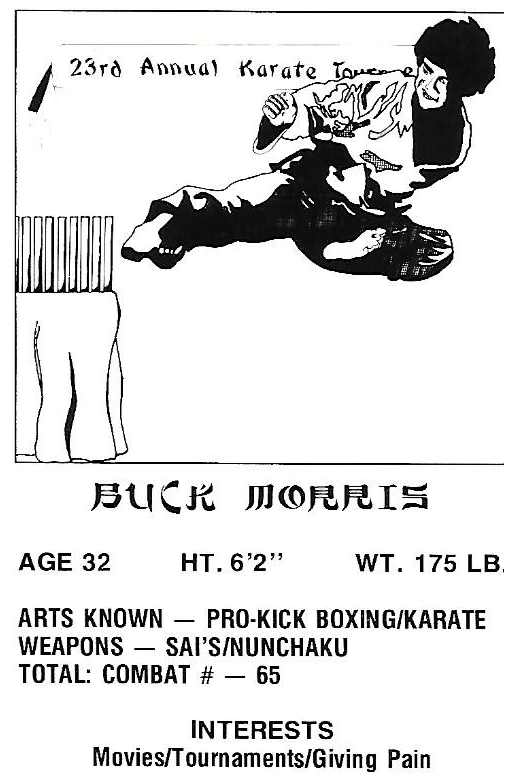 23rd Annual Karate
BUCK MORRIS
AGE 32 HT. 6'2" WT. 175 LB.
ARTS KNOWN — PRO-KICK BOXING/KARATE
WEAPONS — SAI'S/NUNCHAKU
TOTAL: COMBAT # — 65
INTERESTS
Movies/Tournaments/Giving Pain